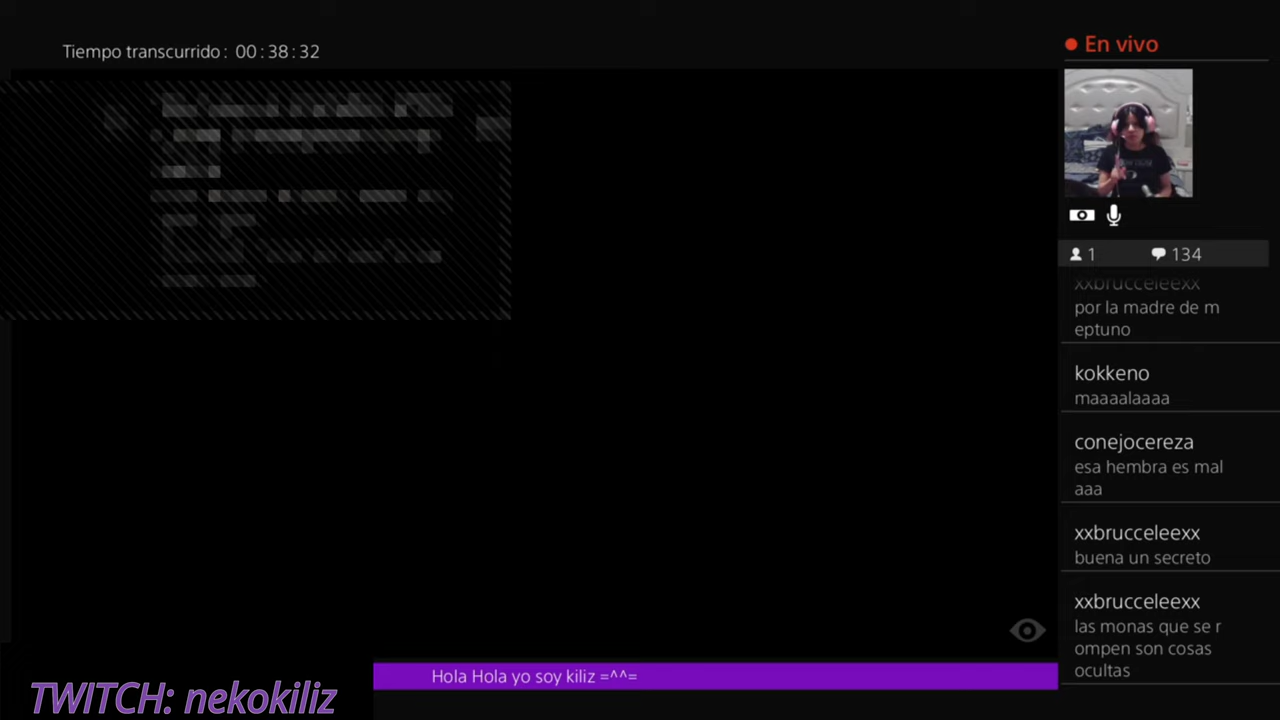 Tiempo transcurrido : 00 : 38 : 32
En vivo
1 134
xxbrucceleexx
por la madre de m
eptuno
kokkeno
maaaalaaaa
conejocereza
esa hembra es mal
aaa
xxbrucceleexx
buena un secreto
xxbrucceleexx
las monas que se r
ompen son cosas
ocultas
Hola Hola yo soy kiliz =^^=
TWITCH: nekokiliz